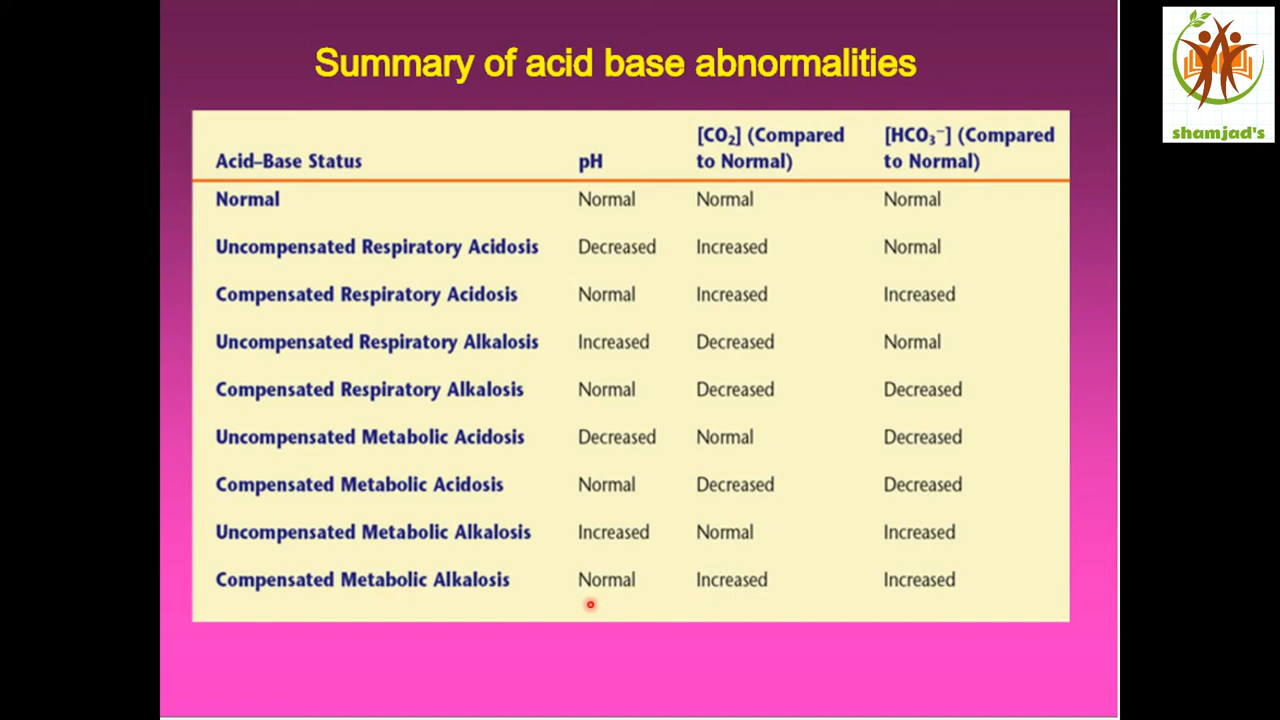 Summary of acid base abnormalities
shamjad's
Acid–Base Status pH [CO₂] (Compared to Normal) [HCO₃⁻] (Compared to Normal)
Normal Normal Normal Normal
Uncompensated Respiratory Acidosis Decreased Increased Normal
Compensated Respiratory Acidosis Normal Increased Increased
Uncompensated Respiratory Alkalosis Increased Decreased Normal
Compensated Respiratory Alkalosis Normal Decreased Decreased
Uncompensated Metabolic Acidosis Decreased Normal Decreased
Compensated Metabolic Acidosis Normal Decreased Decreased
Uncompensated Metabolic Alkalosis Increased Normal Increased
Compensated Metabolic Alkalosis Normal Increased Increased